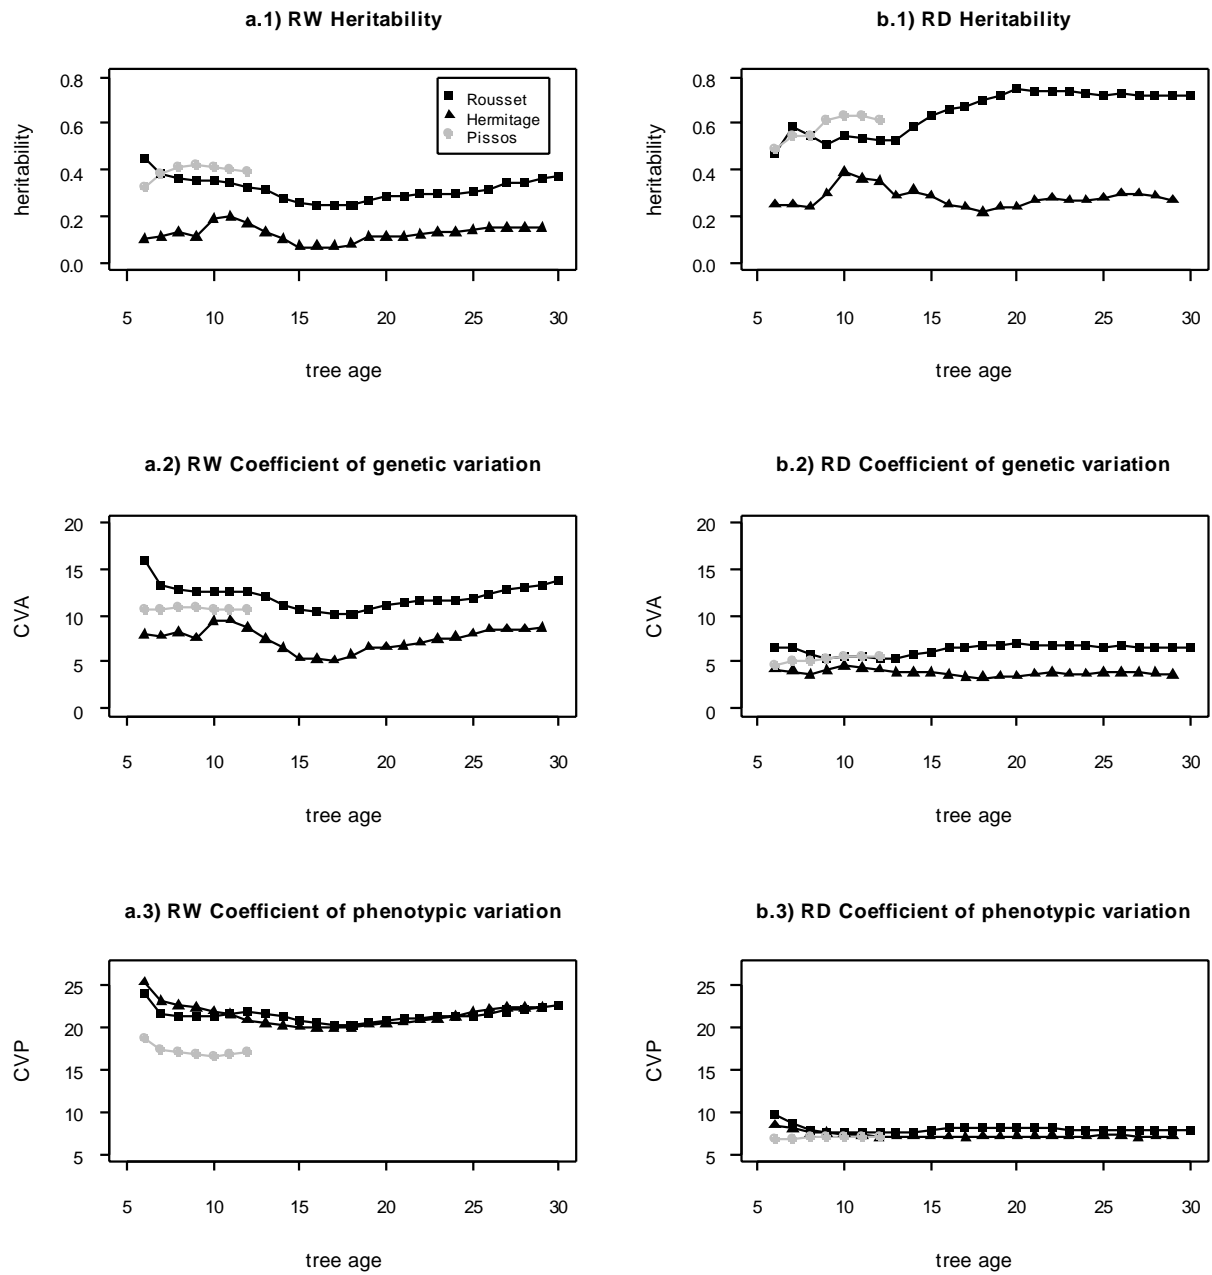 a.1) RW Heritability
0.8
0.6
0.4
0.2
0.0
heritability
Rousset
Hermitage
Pissos
5 10 15 20 25 30
tree age
b.1) RD Heritability
0.8
0.6
0.4
0.2
0.0
heritability
5 10 15 20 25 30
tree age
a.2) RW Coefficient of genetic variation
20
15
10
5
0
CVA
5 10 15 20 25 30
tree age
b.2) RD Coefficient of genetic variation
20
15
10
5
0
CVA
5 10 15 20 25 30
tree age
a.3) RW Coefficient of phenotypic variation
25
20
15
10
5
CVP
5 10 15 20 25 30
tree age
b.3) RD Coefficient of phenotypic variation
25
20
15
10
5
CVP
5 10 15 20 25 30
tree age